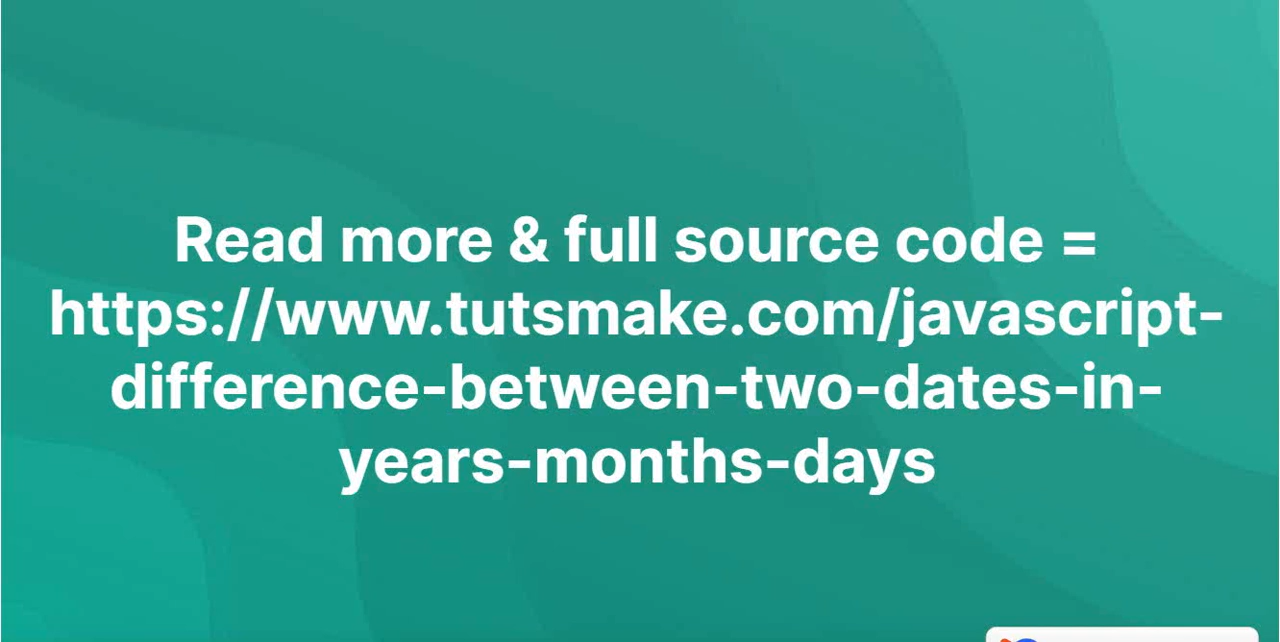 Read more & full source code =
https://www.tutsmake.com/javascript-
difference-between-two-dates-in-
years-months-days